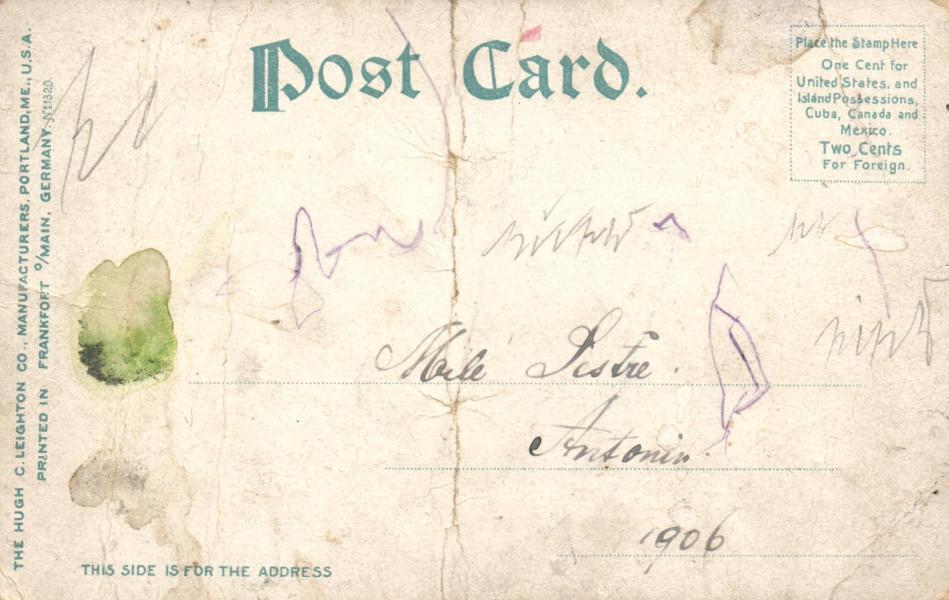 Post Card.
Place the Stamp Here
One Cent for
United States, and
Island Possessions,
Cuba, Canada and
Mexico.
Two Cents
For Foreign.
THE HUGH C. LEIGHTON CO., MANUFACTURERS, PORTLAND, ME., U.S.A.
PRINTED IN FRANKFORT º/MAIN, GERMANY. Nº 1320
Antonin
1906
THIS SIDE IS FOR THE ADDRESS